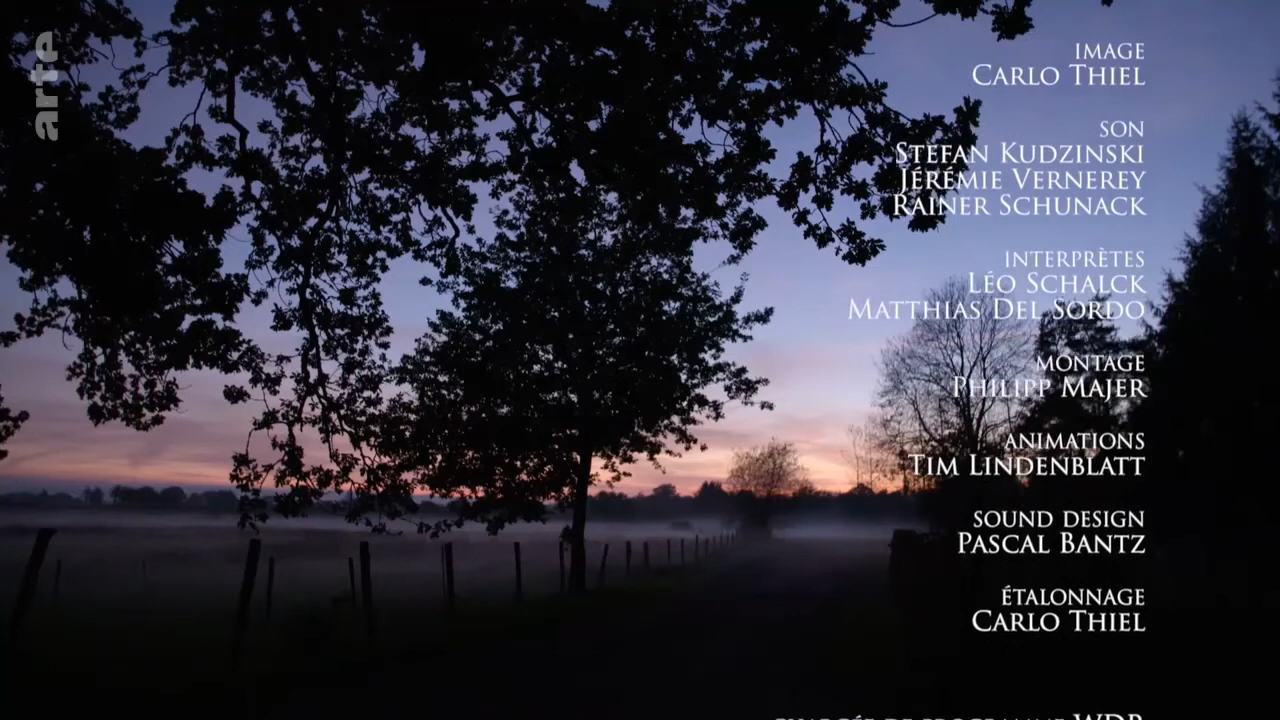 arte
IMAGE
CARLO THIEL
SON
STEFAN KUDZINSKI
JÉRÉMIE VERNEREY
RAINER SCHUNACK
INTERPRÈTES
LÉO SCHALCK
MATTHIAS DEL SORDO
MONTAGE
PHILIPP MAJER
ANIMATIONS
TIM LINDENBLATT
SOUND DESIGN
PASCAL BANTZ
ÉTALONNAGE
CARLO THIEL
WDR